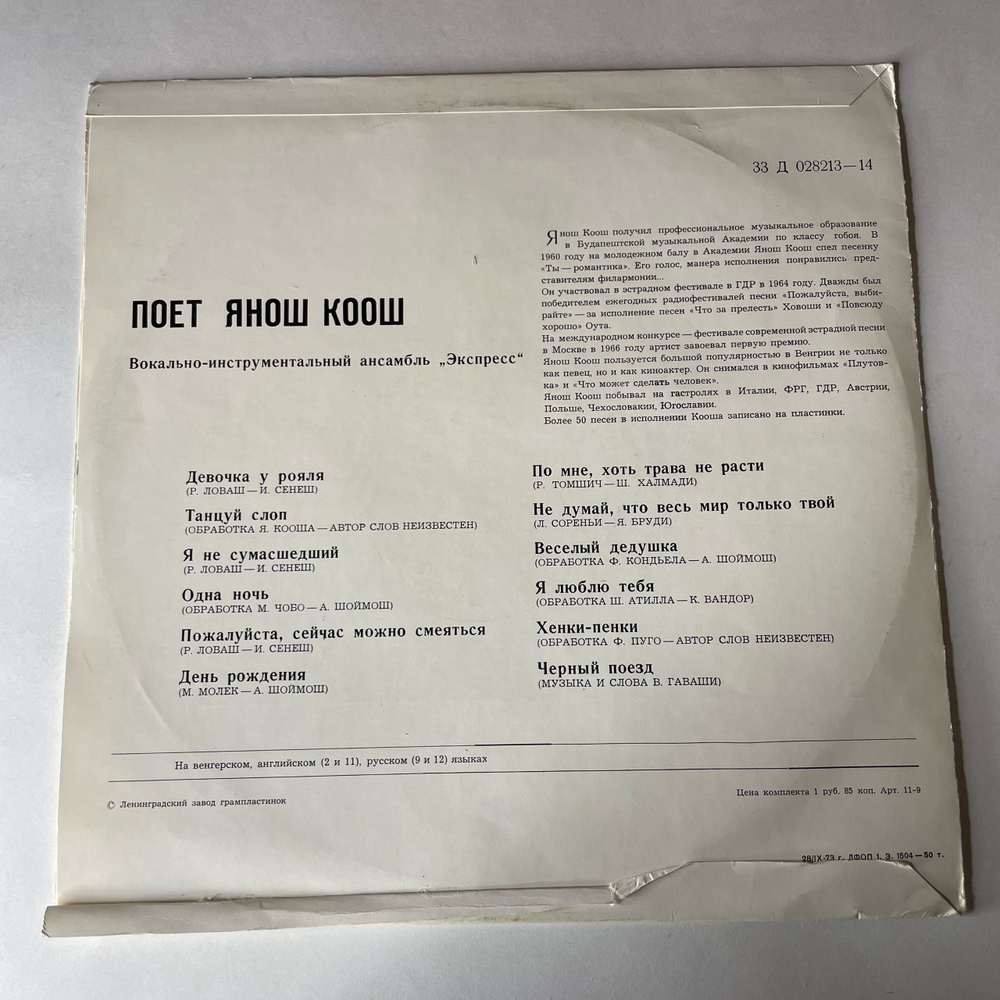 33 Д 028213—14
ПОЕТ ЯНОШ КООШ
Вокально-инструментальный ансамбль „Экспресс“
Янош Коош получил профессиональное музыкальное образование
в Будапештской музыкальной Академии по классу гобоя. В
1960 году на молодежном балу в Академии Янош Коош спел песенку
«Ты — романтика». Его голос, манера исполнения понравились пред-
ставителям филармонии...
Он участвовал в эстрадном фестивале в ГДР в 1964 году. Дважды был
победителем ежегодных радиофестивалей песни «Пожалуйста, выби-
райте» — за исполнение песен «Что за прелесть» Ховоши и «Повсюду
хорошо» Оута.
На международном конкурсе — фестивале современной эстрадной песни
в Москве в 1966 году артист завоевал первую премию.
Янош Коош пользуется большой популярностью в Венгрии не только
как певец, но и как киноактер. Он снимался в кинофильмах «Плутов-
ка» и «Что может сделать человек».
Янош Коош побывал на гастролях в Италии, ФРГ, ГДР, Австрии,
Польше, Чехословакии, Югославии.
Более 50 песен в исполнении Кооша записано на пластинки.
Девочка у рояля
(Р. ЛОВАШ — И. СЕНЕШ)
Танцуй слоп
(ОБРАБОТКА Я. КООША — АВТОР СЛОВ НЕИЗВЕСТЕН)
Я не сумасшедший
(Р. ЛОВАШ — И. СЕНЕШ)
Одна ночь
(ОБРАБОТКА М. ЧОБО — А. ШОЙМОШ)
Пожалуйста, сейчас можно смеяться
(Р. ЛОВАШ — И. СЕНЕШ)
День рождения
(М. МОЛЕК — А. ШОЙМОШ)
По мне, хоть трава не расти
(Р. ТОМШИЧ — Ш. ХАЛМАДИ)
Не думай, что весь мир только твой
(Л. СОРЕНЬИ — Я. БРУДИ)
Веселый дедушка
(ОБРАБОТКА Ф. КОНДЬЕЛА — А. ШОЙМОШ)
Я люблю тебя
(ОБРАБОТКА Ш. АТИЛЛА — К. ВАНДОР)
Хенки-пенки
(ОБРАБОТКА Ф. ПУГО — АВТОР СЛОВ НЕИЗВЕСТЕН)
Черный поезд
(МУЗЫКА И СЛОВА В. ГАВАШИ)
На венгерском, английском (2 и 11), русском (9 и 12) языках
© Ленинградский завод грампластинок
Цена комплекта 1 руб. 85 коп. Арт. 11-9
28/IX-73 г. ЛФОП 1. З. 1504 — 50 т.